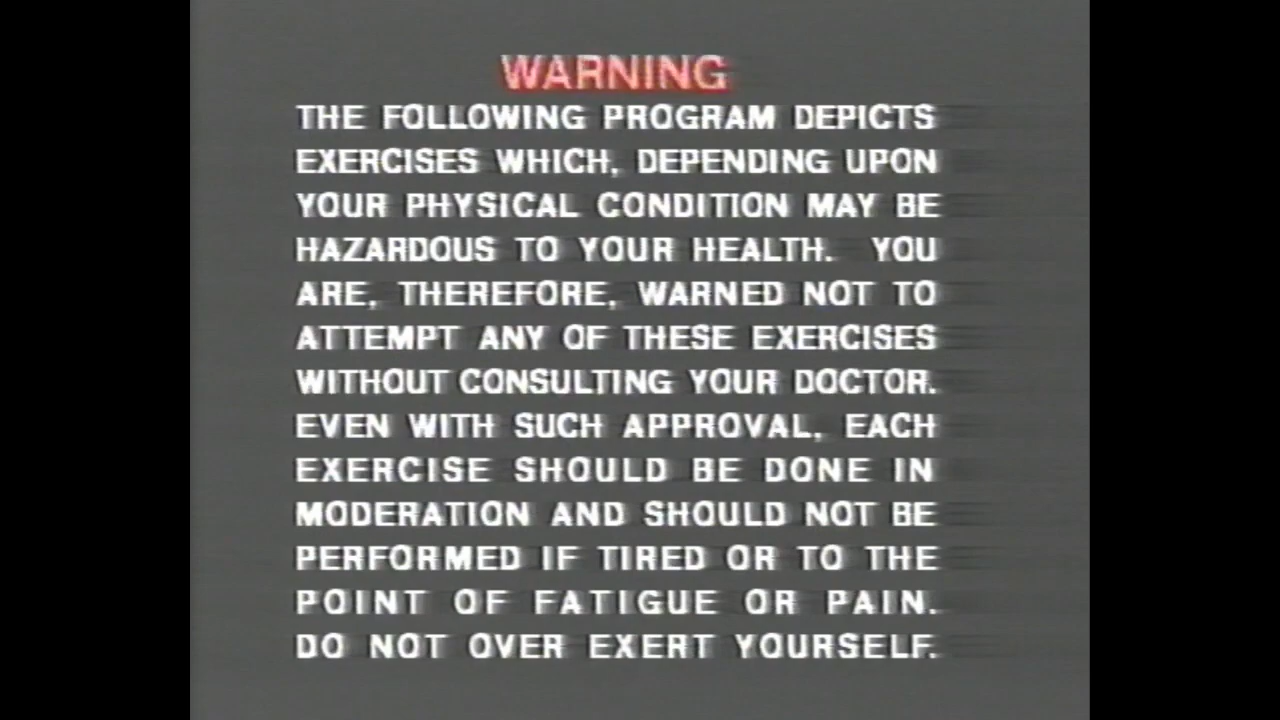 WARNING
THE FOLLOWING PROGRAM DEPICTS
EXERCISES WHICH, DEPENDING UPON
YOUR PHYSICAL CONDITION MAY BE
HAZARDOUS TO YOUR HEALTH. YOU
ARE, THEREFORE, WARNED NOT TO
ATTEMPT ANY OF THESE EXERCISES
WITHOUT CONSULTING YOUR DOCTOR.
EVEN WITH SUCH APPROVAL, EACH
EXERCISE SHOULD BE DONE IN
MODERATION AND SHOULD NOT BE
PERFORMED IF TIRED OR TO THE
POINT OF FATIGUE OR PAIN.
DO NOT OVER EXERT YOURSELF.